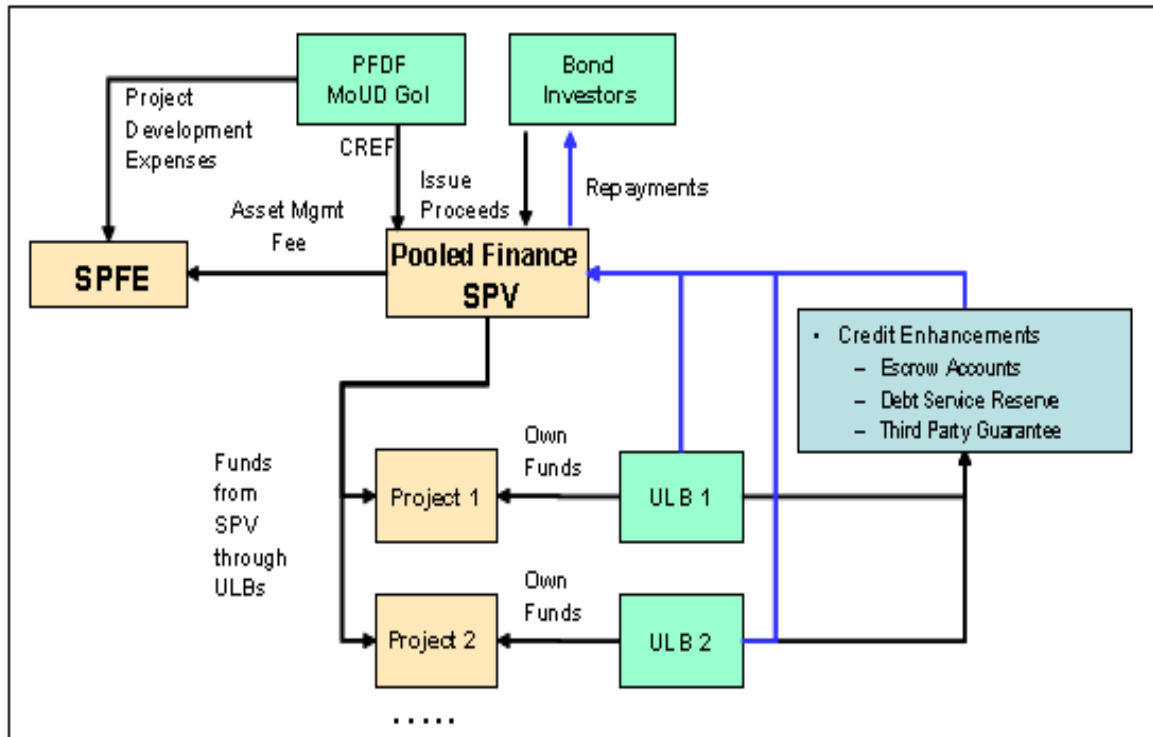 PFDF
MoUD GoI
Bond
Investors
Project
Development
Expenses
CREF
Issue
Proceeds
Repayments
Asset Mgmt
Fee
SPFE
Pooled Finance
SPV
• Credit Enhancements
– Escrow Accounts
– Debt Service Reserve
– Third Party Guarantee
Funds
from
SPV
through
ULBs
Project 1
Own
Funds
ULB 1
Project 2
Own
Funds
ULB 2
.....